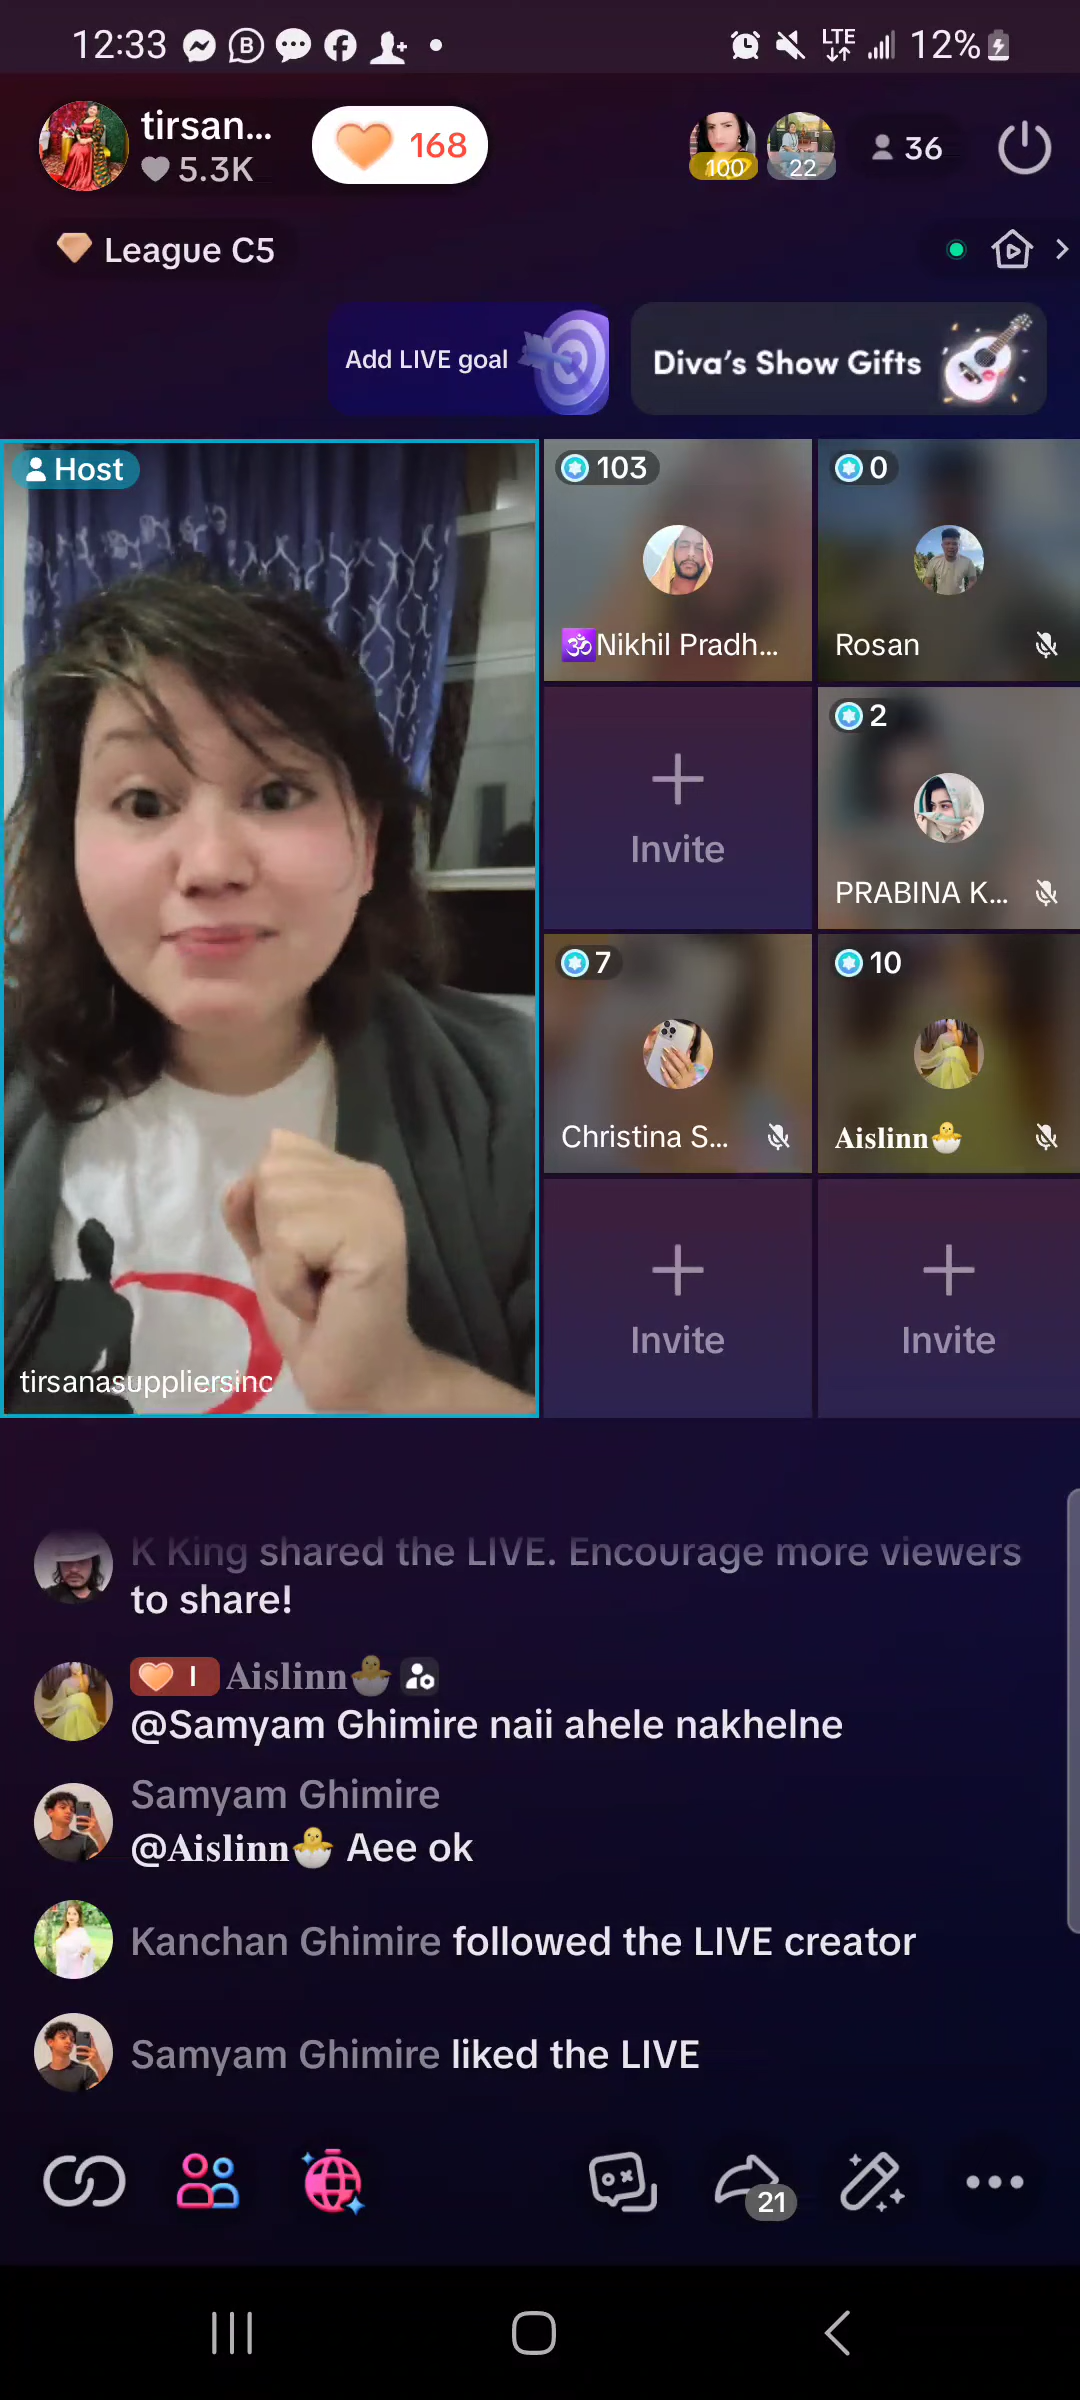 12:33
LTE
12%
tirsan...
5.3K
168
100
22
36
League C5
Add LIVE goal
Diva's Show Gifts
Host
103
0
🕉Nikhil Pradh...
Rosan
2
Invite
PRABINA K...
7
10
Christina S...
Aislinn🐣
Invite
Invite
tirsanasuppliersinc
K King shared the LIVE. Encourage more viewers
to share!
I Aislinn🐣
@Samyam Ghimire naii ahele nakhelne
Samyam Ghimire
@Aislinn🐣 Aee ok
Kanchan Ghimire followed the LIVE creator
Samyam Ghimire liked the LIVE
21